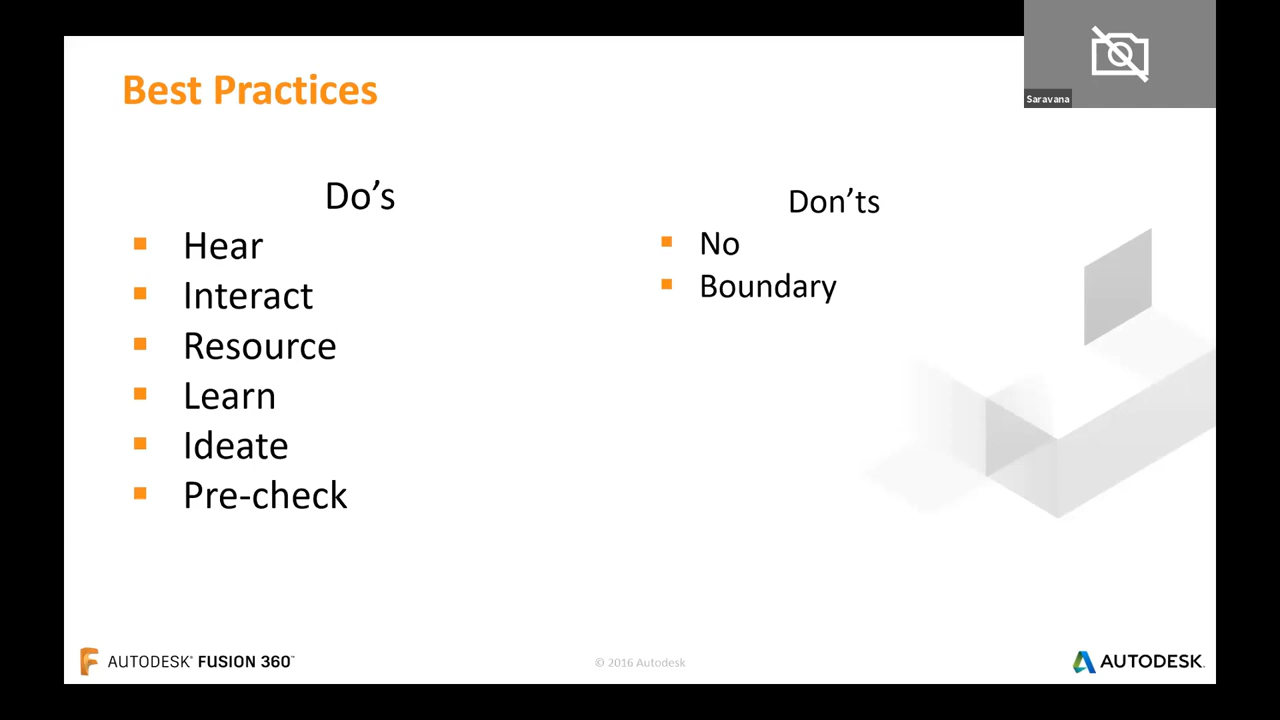 Best Practices
Saravana
Do’s
Hear
Interact
Resource
Learn
Ideate
Pre-check
Don’ts
No
Boundary
AUTODESK® FUSION 360™
© 2016 Autodesk
AUTODESK.